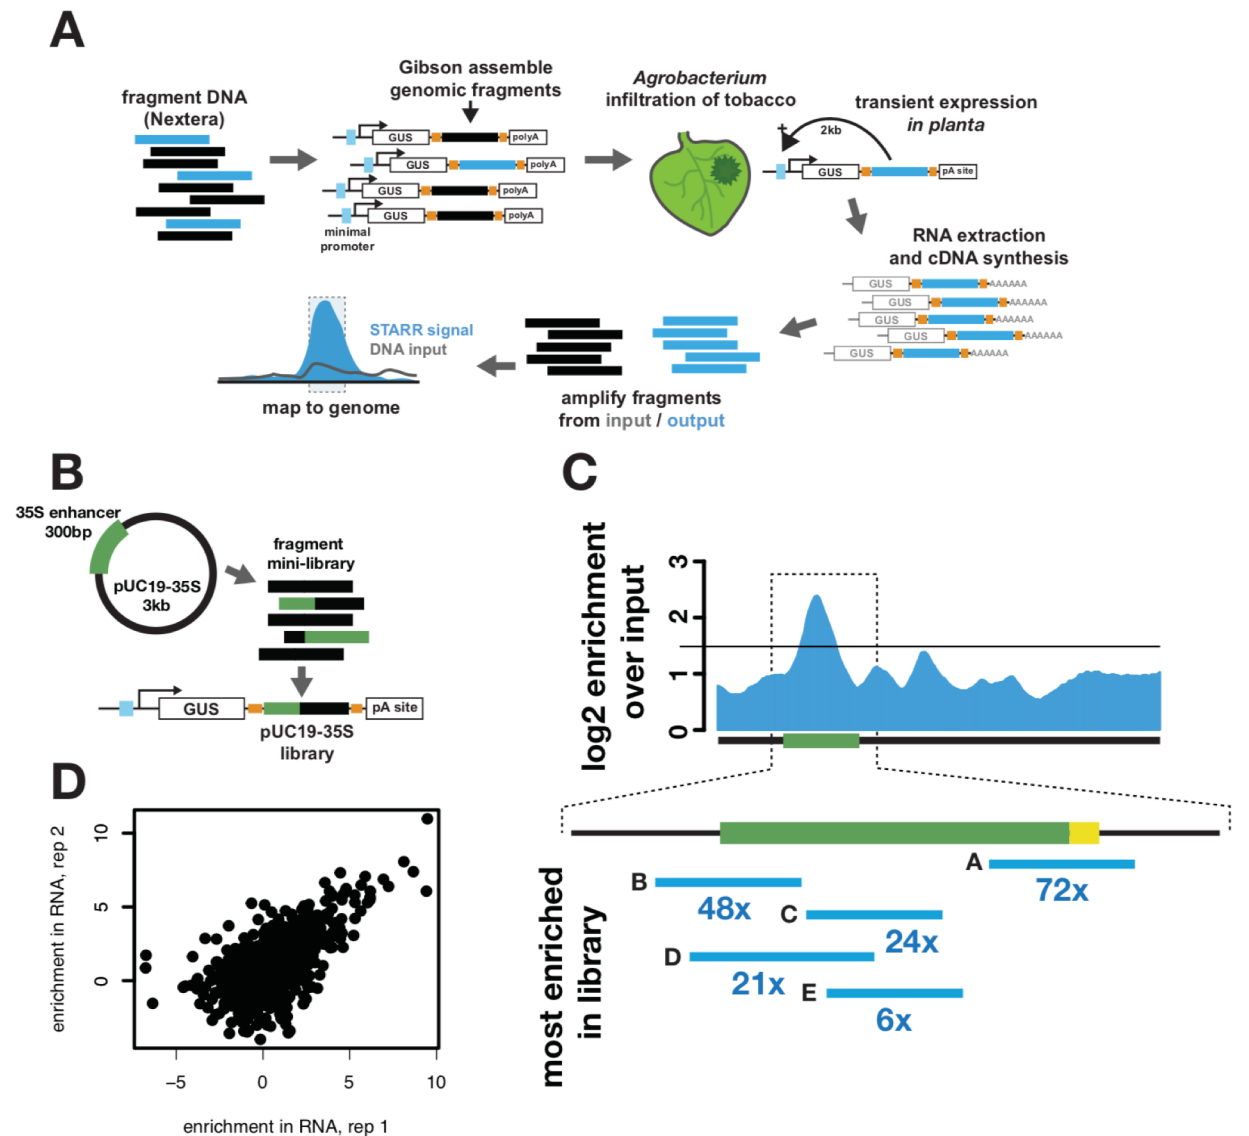 A
fragment DNA
(Nextera)
Gibson assemble
genomic fragments
Agrobacterium
infiltration of tobacco
transient expression
in planta
GUS
polyA
GUS
polyA
GUS
polyA
GUS
polyA
minimal
promoter
+
2kb
GUS
pA site
RNA extraction
and cDNA synthesis
GUS
AAAAAA
GUS
AAAAAA
GUS
AAAAAA
GUS
AAAAAA
GUS
AAAAAA
STARR signal
DNA input
map to genome
amplify fragments
from input / output
B
35S enhancer
300bp
pUC19-35S
3kb
fragment
mini-library
GUS
pA site
pUC19-35S
library
C
log2 enrichment
over input
3
2
1
0
most enriched
in library
A
72x
B
48x
C
24x
D
21x
E
6x
D
enrichment in RNA, rep 2
10
5
0
−5
0
5
10
enrichment in RNA, rep 1